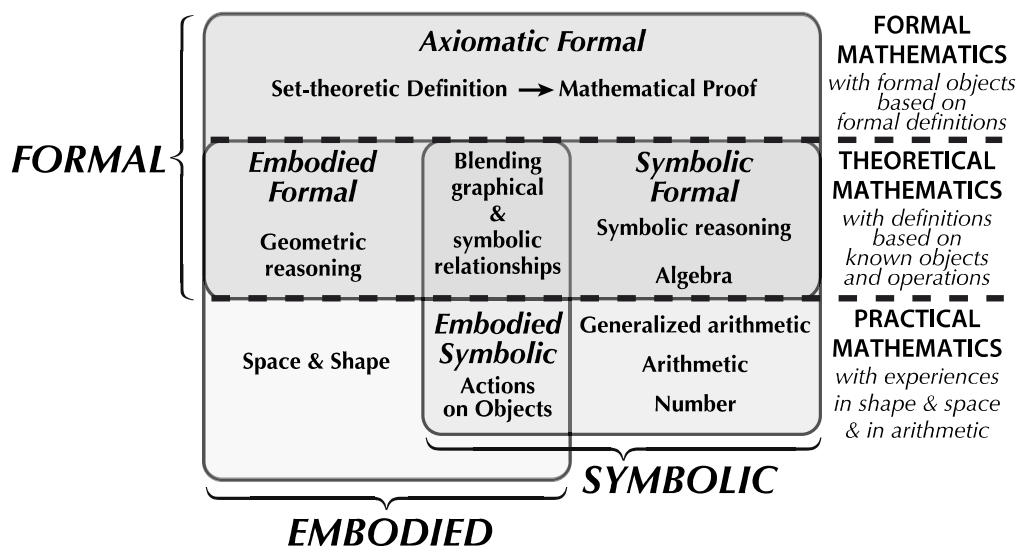 Axiomatic Formal
Set-theoretic Definition → Mathematical Proof
FORMAL
MATHEMATICS
with formal objects
based on
formal definitions
FORMAL
Embodied
Formal
Geometric
reasoning
Blending
graphical
&
symbolic
relationships
Symbolic
Formal
Symbolic reasoning
Algebra
THEORETICAL
MATHEMATICS
with definitions
based on
known objects
and operations
Space & Shape
Embodied
Symbolic
Actions
on Objects
Generalized arithmetic
Arithmetic
Number
PRACTICAL
MATHEMATICS
with experiences
in shape & space
& in arithmetic
SYMBOLIC
EMBODIED